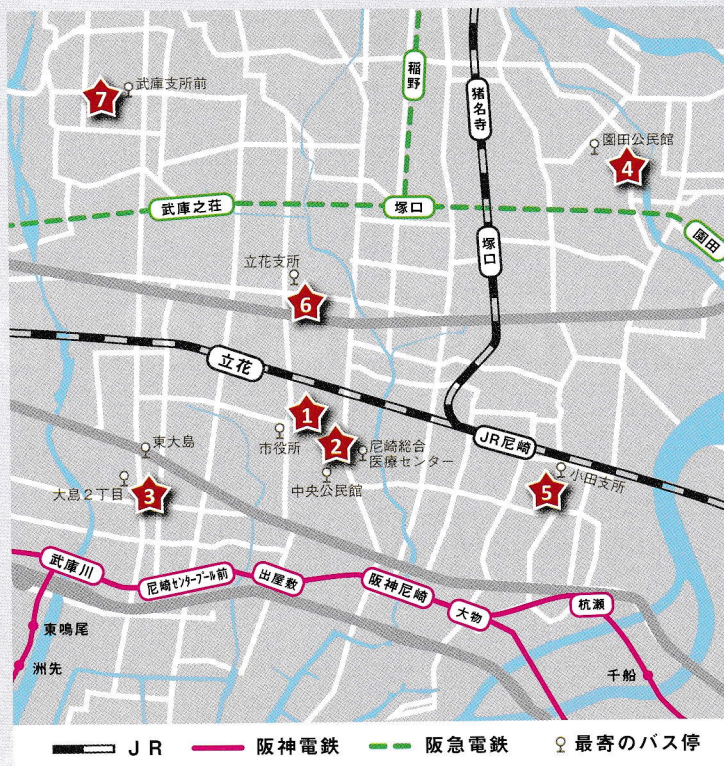 稲野
猪名寺
7
武庫支所前
園田公民館
4
武庫之荘
塚口
塚口
園田
立花支所
6
立花
1
市役所
2
尼崎総合
医療センター
中央公民館
JR尼崎
小田支所
5
東大島
大島2丁目
3
武庫川
尼崎センタープール前
出屋敷
阪神尼崎
大物
杭瀬
東鳴尾
洲先
千船
JR
阪神電鉄
阪急電鉄
最寄のバス停